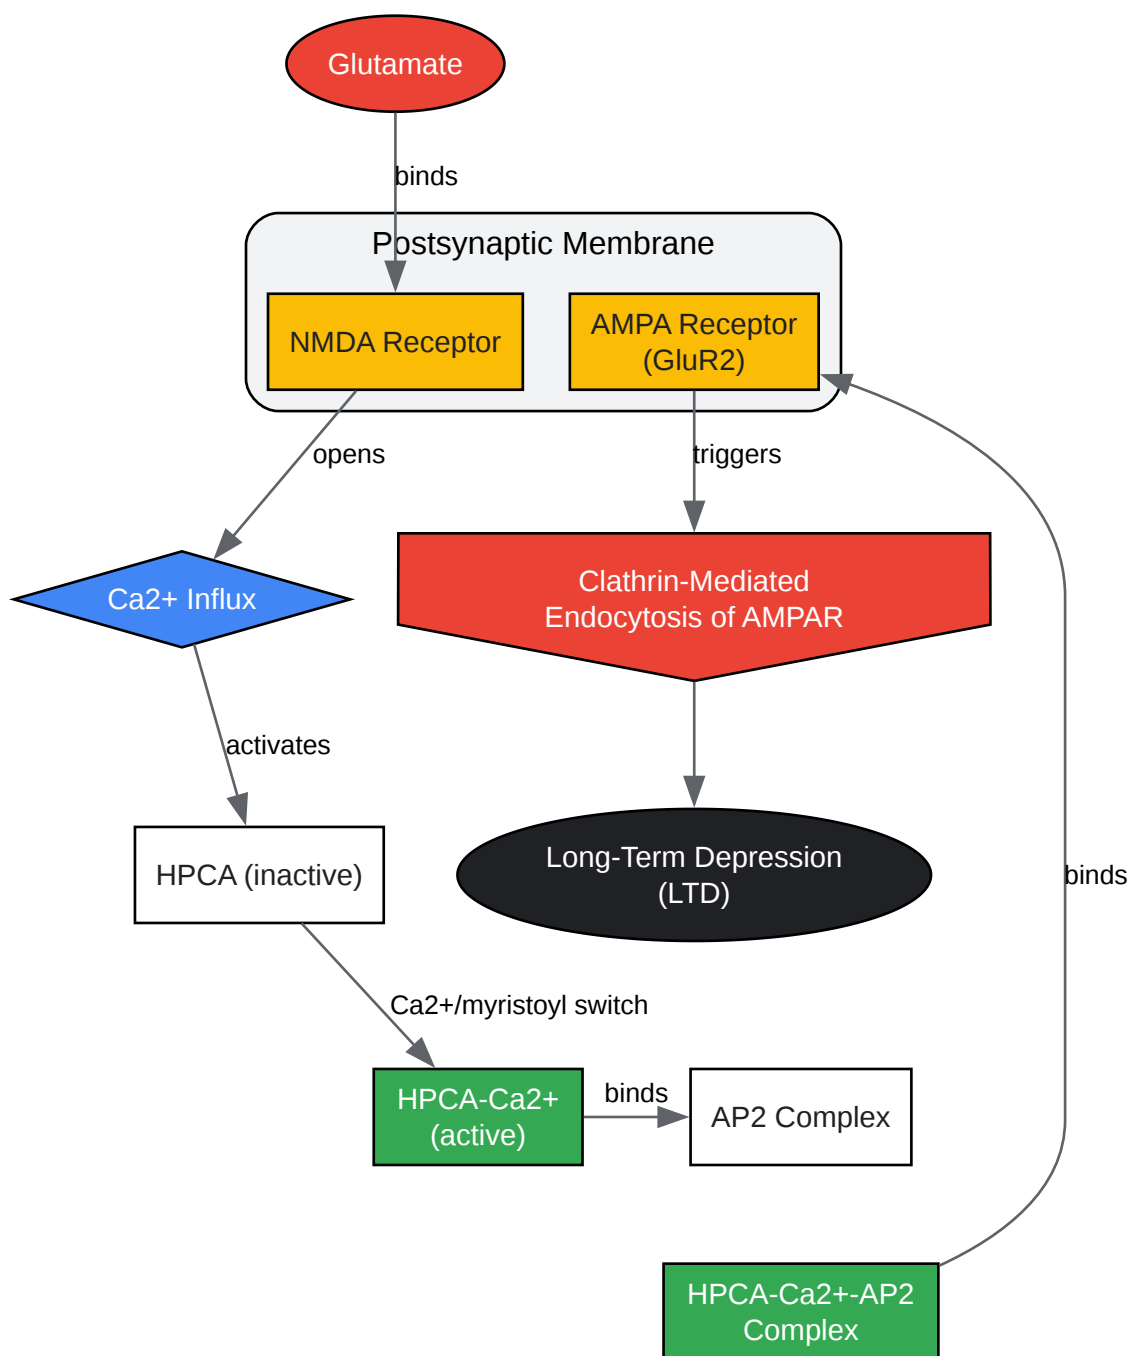 Glutamate
binds
Postsynaptic Membrane
NMDA Receptor
AMPA Receptor
(GluR2)
opens
triggers
Ca2+ Influx
Clathrin-Mediated
Endocytosis of AMPAR
activates
HPCA (inactive)
Long-Term Depression
(LTD)
binds
Ca2+/myristoyl switch
HPCA-Ca2+
(active)
binds
AP2 Complex
HPCA-Ca2+-AP2
Complex